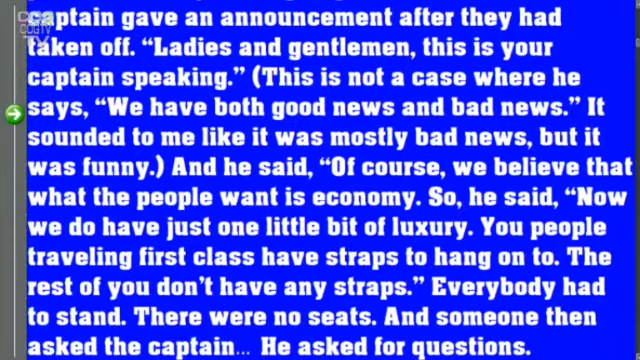 captain gave an announcement after they had
taken off. “Ladies and gentlemen, this is your
captain speaking.” (This is not a case where he
says, “We have both good news and bad news.” It
sounded to me like it was mostly bad news, but it
was funny.) And he said, “Of course, we believe that
what the people want is economy. So, he said, “Now
we do have just one little bit of luxury. You people
traveling first class have straps to hang on to. The
rest of you don’t have any straps.” Everybody had
to stand. There were no seats. And someone then
asked the captain... He asked for questions.